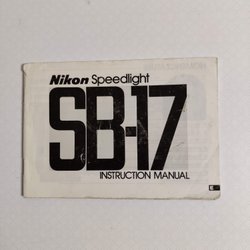 Nikon Speedlight
SB-17
INSTRUCTION MANUAL